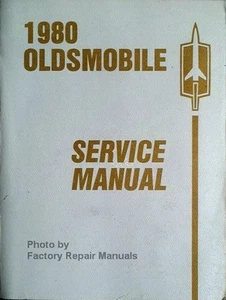 1980
OLDSMOBILE
SERVICE
MANUAL
Photo by
Factory Repair Manuals